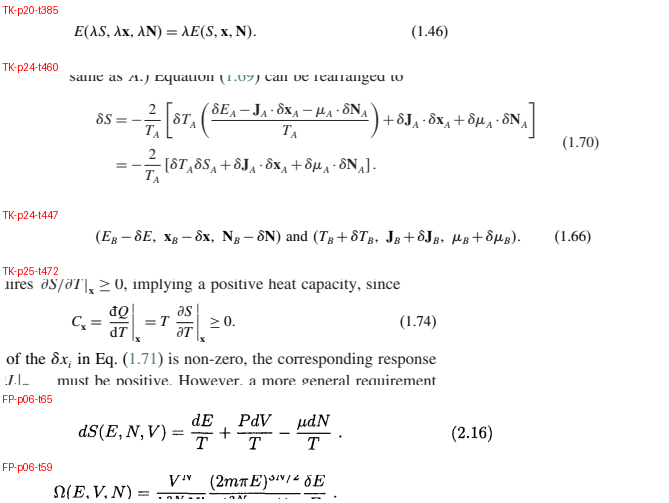 TK-p20-t385
E(λS, λx, λN) = λE(S, x, N). (1.46)
TK-p24-t460
same as A.) Equation (1.69) can be rearranged to
δS = −2/T_A [δT_A ((δE_A − J_A · δx_A − μ_A · δN_A)/T_A) + δJ_A · δx_A + δμ_A · δN_A]
= −2/T_A [δT_A δS_A + δJ_A · δx_A + δμ_A · δN_A]. (1.70)
TK-p24-t447
(E_B − δE, x_B − δx, N_B − δN) and (T_B + δT_B, J_B + δJ_B, μ_B + δμ_B). (1.66)
TK-p25-t472
∂S/∂T|_x ≥ 0, implying a positive heat capacity, since
C_x = đQ/dT|_x = T ∂S/∂T|_x ≥ 0. (1.74)
of the δx_i in Eq. (1.71) is non-zero, the corresponding response
must be positive. However, a more general requirement
FP-p06-t65
dS(E, N, V) = dE/T + PdV/T − μdN/T . (2.16)
FP-p06-t59
Ω(E, V, N) = V^N (2mπE)^{3N/2} δE